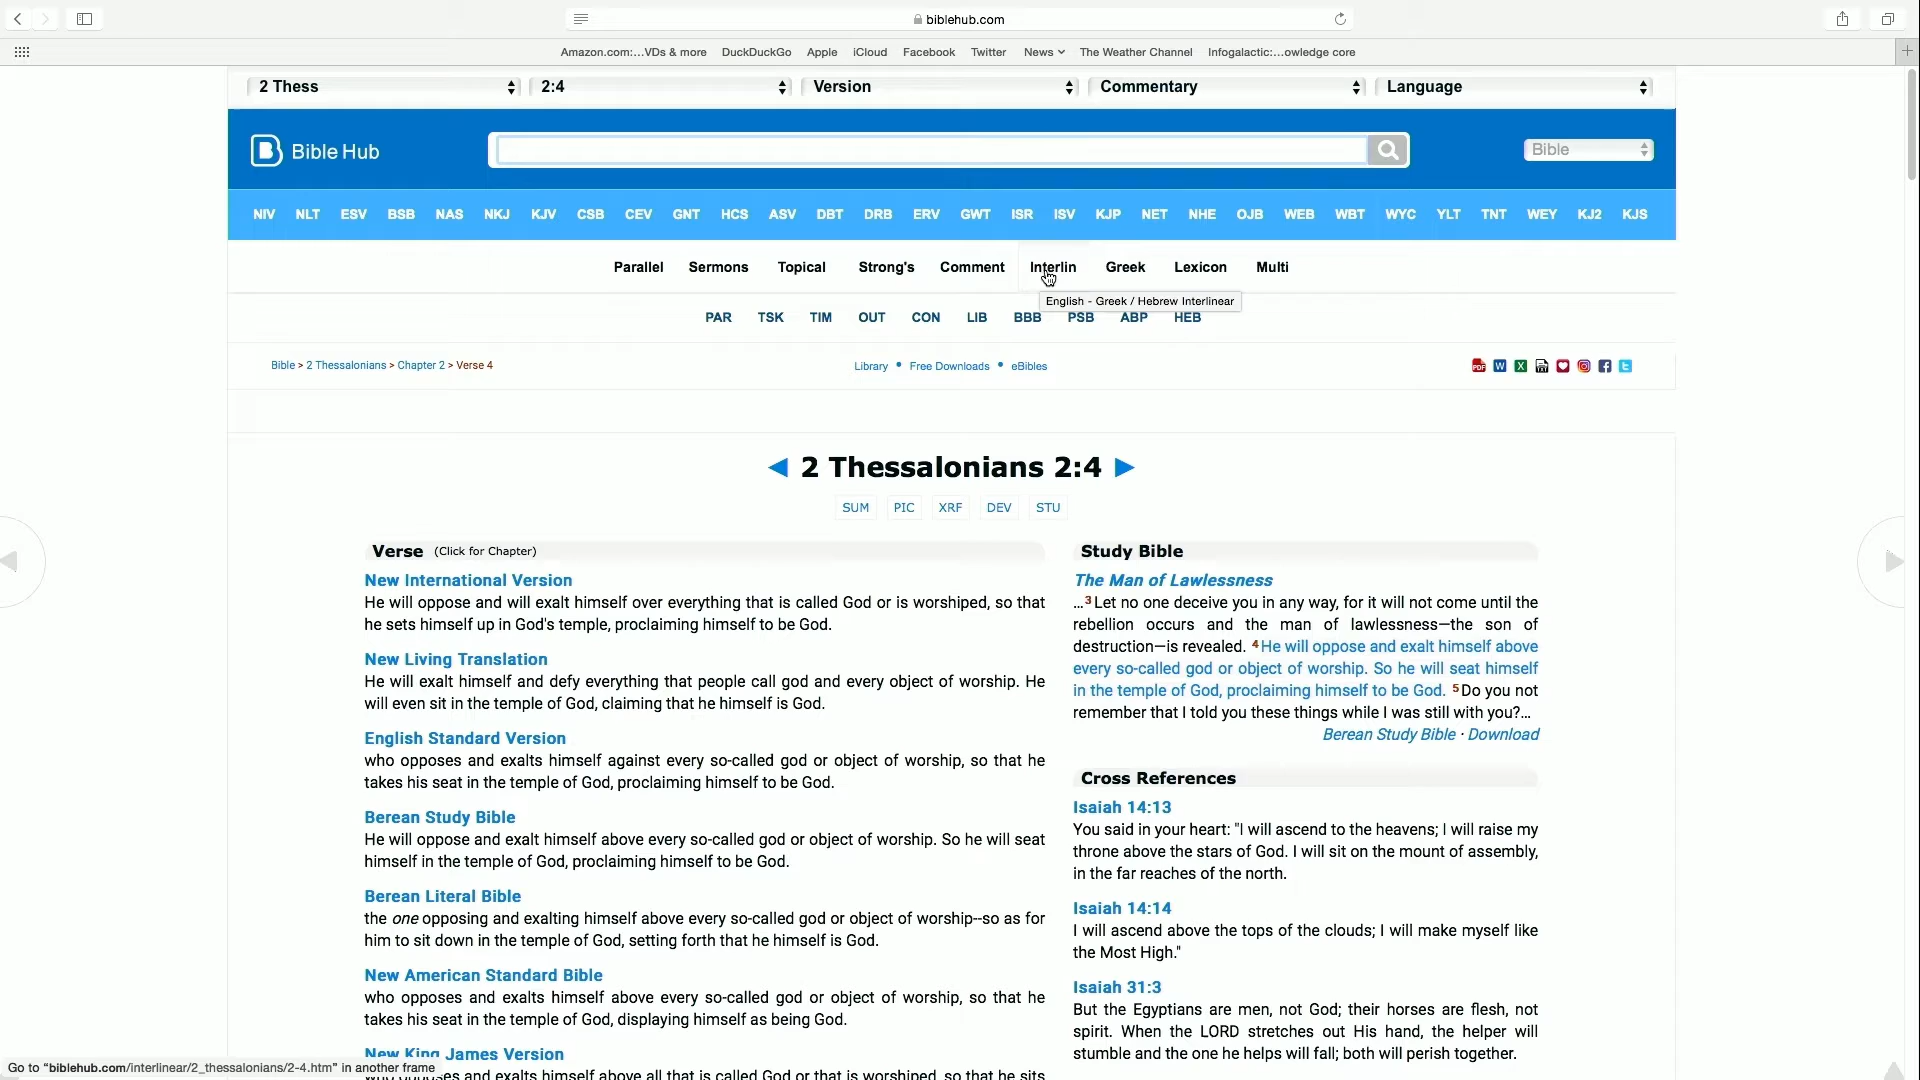 biblehub.com
Amazon.com:...VDs & more DuckDuckGo Apple iCloud Facebook Twitter News The Weather Channel Infogalactic:...owledge core
2 Thess 2:4 Version Commentary Language
B Bible Hub Bible
NIV NLT ESV BSB NAS NKJ KJV CSB CEV GNT HCS ASV DBT DRB ERV GWT ISR ISV KJP NET NHE OJB WEB WBT WYC YLT TNT WEY KJ2 KJS
Parallel Sermons Topical Strong's Comment Interlin Greek Lexicon Multi
English - Greek / Hebrew Interlinear
PAR TSK TIM OUT CON LIB BBB PSB ABP HEB
Bible > 2 Thessalonians > Chapter 2 > Verse 4 Library • Free Downloads • eBibles
◄ 2 Thessalonians 2:4 ►
SUM PIC XRF DEV STU
Verse (Click for Chapter)
New International Version
He will oppose and will exalt himself over everything that is called God or is worshiped, so that
he sets himself up in God's temple, proclaiming himself to be God.
New Living Translation
He will exalt himself and defy everything that people call god and every object of worship. He
will even sit in the temple of God, claiming that he himself is God.
English Standard Version
who opposes and exalts himself against every so-called god or object of worship, so that he
takes his seat in the temple of God, proclaiming himself to be God.
Berean Study Bible
He will oppose and exalt himself above every so-called god or object of worship. So he will seat
himself in the temple of God, proclaiming himself to be God.
Berean Literal Bible
the one opposing and exalting himself above every so-called god or object of worship--so as for
him to sit down in the temple of God, setting forth that he himself is God.
New American Standard Bible
who opposes and exalts himself above every so-called god or object of worship, so that he
takes his seat in the temple of God, displaying himself as being God.
New King James Version
who opposes and exalts himself above all that is called God or that is worshiped, so that he sits
Study Bible
The Man of Lawlessness
...3Let no one deceive you in any way, for it will not come until the
rebellion occurs and the man of lawlessness—the son of
destruction—is revealed. 4He will oppose and exalt himself above
every so-called god or object of worship. So he will seat himself
in the temple of God, proclaiming himself to be God. 5Do you not
remember that I told you these things while I was still with you?...
Berean Study Bible · Download
Cross References
Isaiah 14:13
You said in your heart: "I will ascend to the heavens; I will raise my
throne above the stars of God. I will sit on the mount of assembly,
in the far reaches of the north.
Isaiah 14:14
I will ascend above the tops of the clouds; I will make myself like
the Most High."
Isaiah 31:3
But the Egyptians are men, not God; their horses are flesh, not
spirit. When the LORD stretches out His hand, the helper will
stumble and the one he helps will fall; both will perish together.
Go to “biblehub.com/interlinear/2_thessalonians/2-4.htm” in another frame